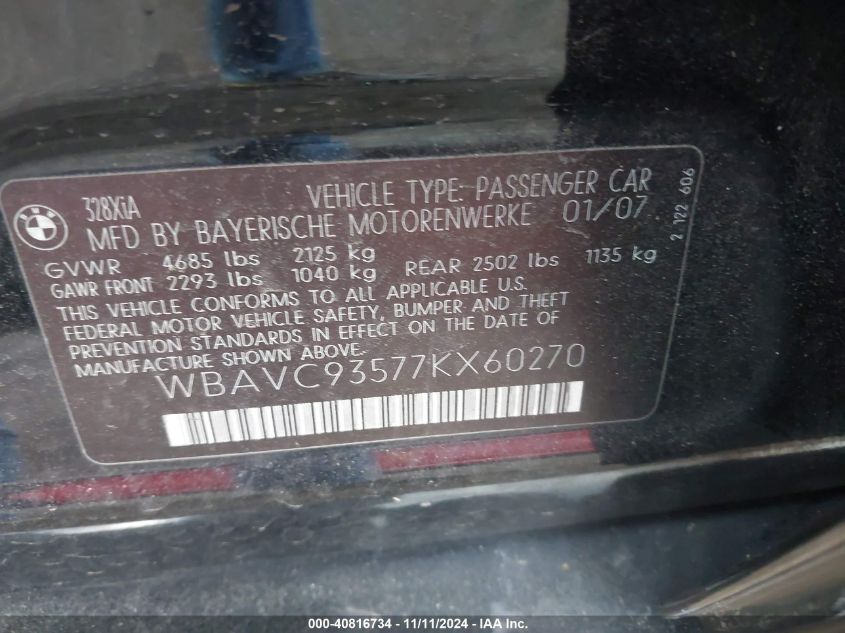 BMW
328XiA VEHICLE TYPE: PASSENGER CAR
MFD BY BAYERISCHE MOTORENWERKE 01/07
GVWR 4685 lbs 2125 kg
GAWR FRONT 2293 lbs 1040 kg REAR 2502 lbs 1135 kg
THIS VEHICLE CONFORMS TO ALL APPLICABLE U.S.
FEDERAL MOTOR VEHICLE SAFETY, BUMPER AND THEFT
PREVENTION STANDARDS IN EFFECT ON THE DATE OF
MANUFACTURE SHOWN ABOVE.
WBAVC93577KX60270
2 122 606
000-40816734 - 11/11/2024 - IAA Inc.